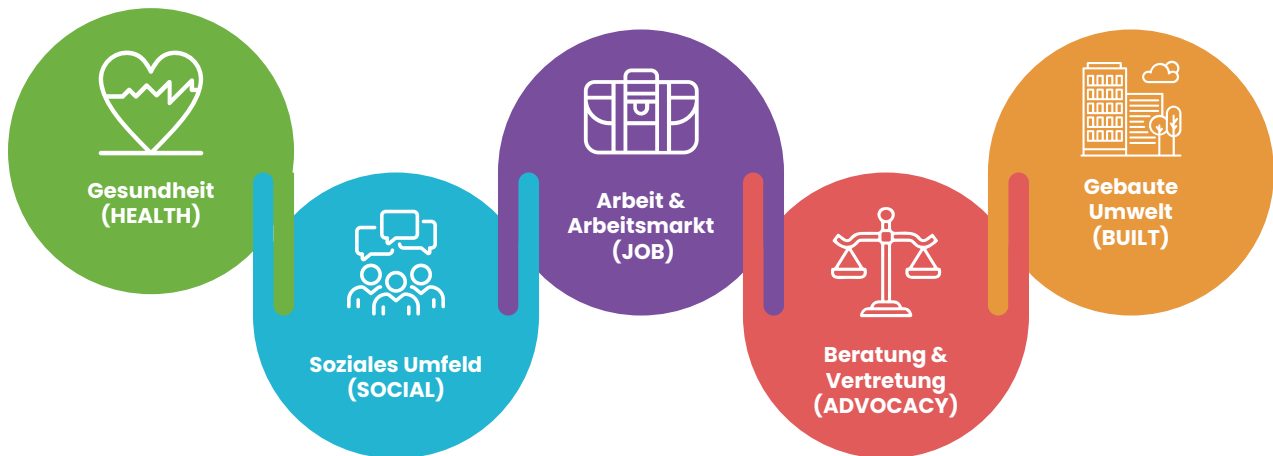 Gesundheit
(HEALTH)
Soziales Umfeld
(SOCIAL)
Arbeit &
Arbeitsmarkt
(JOB)
Beratung &
Vertretung
(ADVOCACY)
Gebaute
Umwelt
(BUILT)